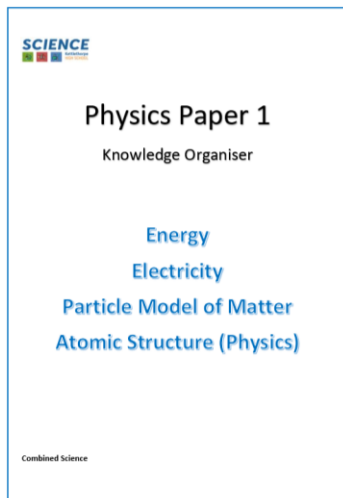 SCIENCE
Physics Paper 1
Knowledge Organiser
Energy
Electricity
Particle Model of Matter
Atomic Structure (Physics)
Combined Science